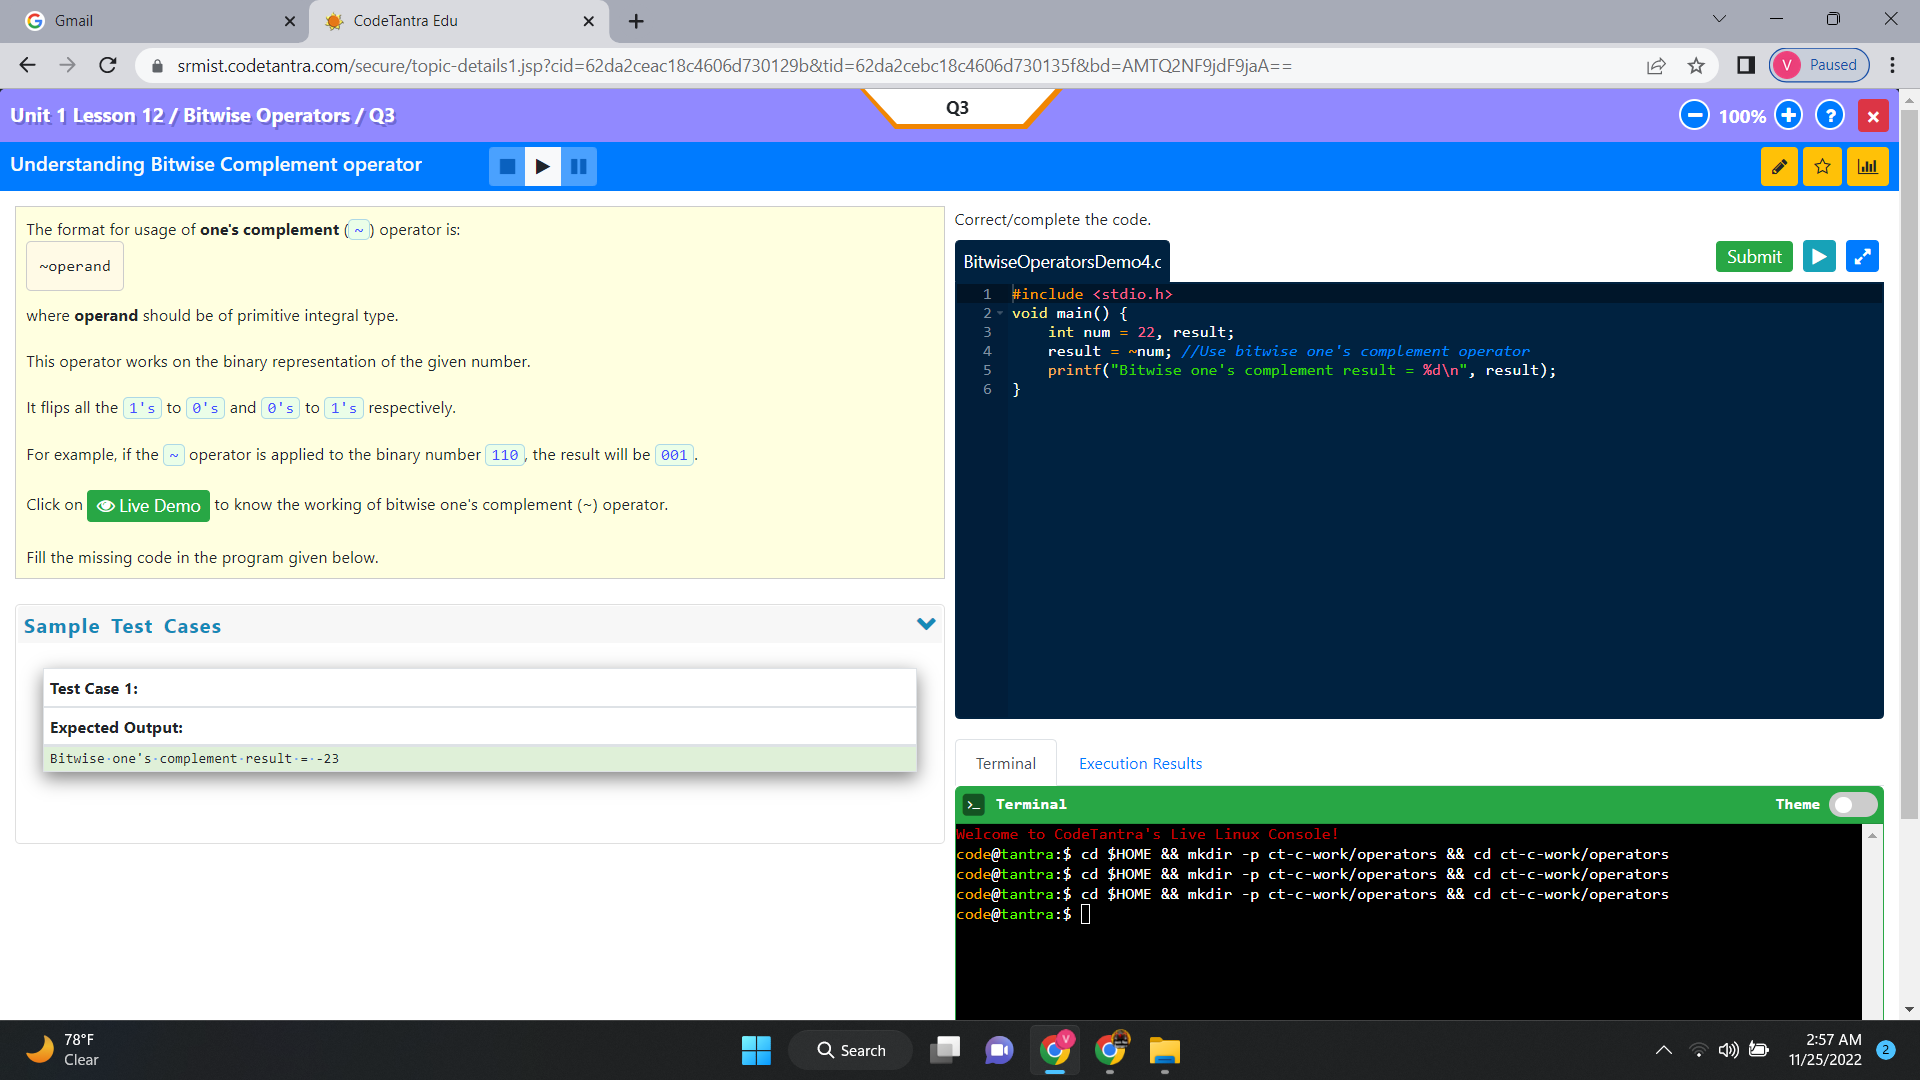 Gmail
CodeTantra Edu
srmist.codetantra.com/secure/topic-details1.jsp?cid=62da2ceac18c4606d730129b&tid=62da2cebc18c4606d730135f&bd=AMTQ2NF9jdF9jaA==
V Paused
Unit 1 Lesson 12 / Bitwise Operators / Q3
Q3
100%
?
Understanding Bitwise Complement operator
The format for usage of one's complement ( ~ ) operator is:
~operand
where operand should be of primitive integral type.
This operator works on the binary representation of the given number.
It flips all the 1's to 0's and 0's to 1's respectively.
For example, if the ~ operator is applied to the binary number 110 , the result will be 001 .
Click on Live Demo to know the working of bitwise one's complement (~) operator.
Fill the missing code in the program given below.
Sample Test Cases
Test Case 1:
Expected Output:
Bitwise·one's·complement·result·=·-23
Correct/complete the code.
BitwiseOperatorsDemo4.c
Submit
1 #include <stdio.h>
2 void main() {
3 int num = 22, result;
4 result = ~num; //Use bitwise one's complement operator
5 printf("Bitwise one's complement result = %d\n", result);
6 }
Terminal
Execution Results
>_ Terminal
Theme
Welcome to CodeTantra's Live Linux Console!
code@tantra:$ cd $HOME && mkdir -p ct-c-work/operators && cd ct-c-work/operators
code@tantra:$ cd $HOME && mkdir -p ct-c-work/operators && cd ct-c-work/operators
code@tantra:$ cd $HOME && mkdir -p ct-c-work/operators && cd ct-c-work/operators
code@tantra:$
78°F
Clear
Search
V
2:57 AM
11/25/2022
2